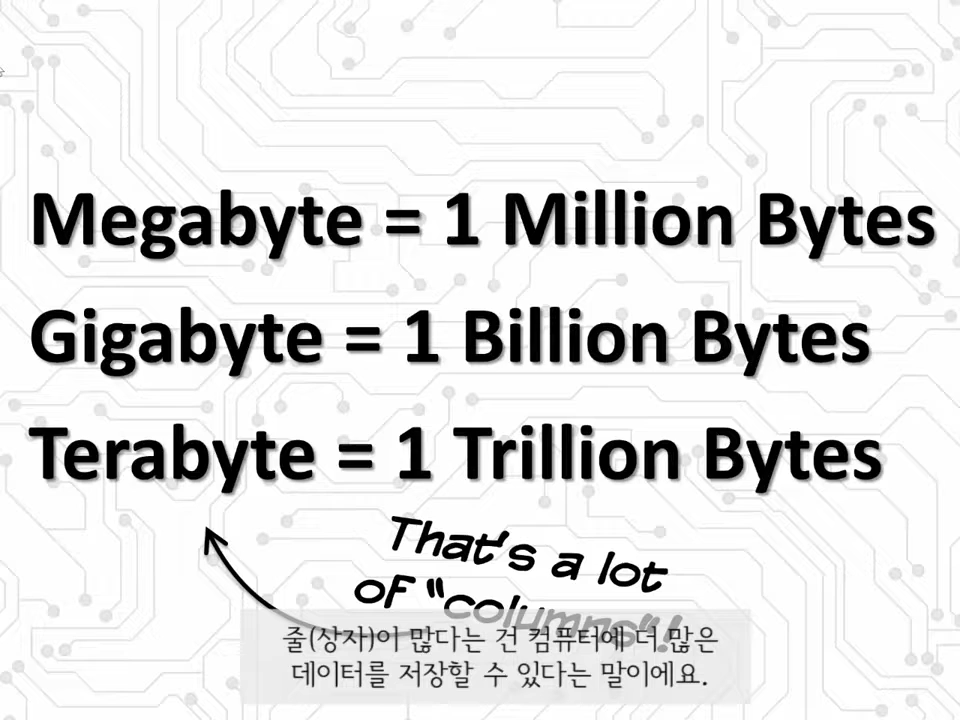 Megabyte = 1 Million Bytes
Gigabyte = 1 Billion Bytes
Terabyte = 1 Trillion Bytes
That's a lot
of "columns"!
줄(상자)이 많다는 건 컴퓨터에 더 많은
데이터를 저장할 수 있다는 말이에요.